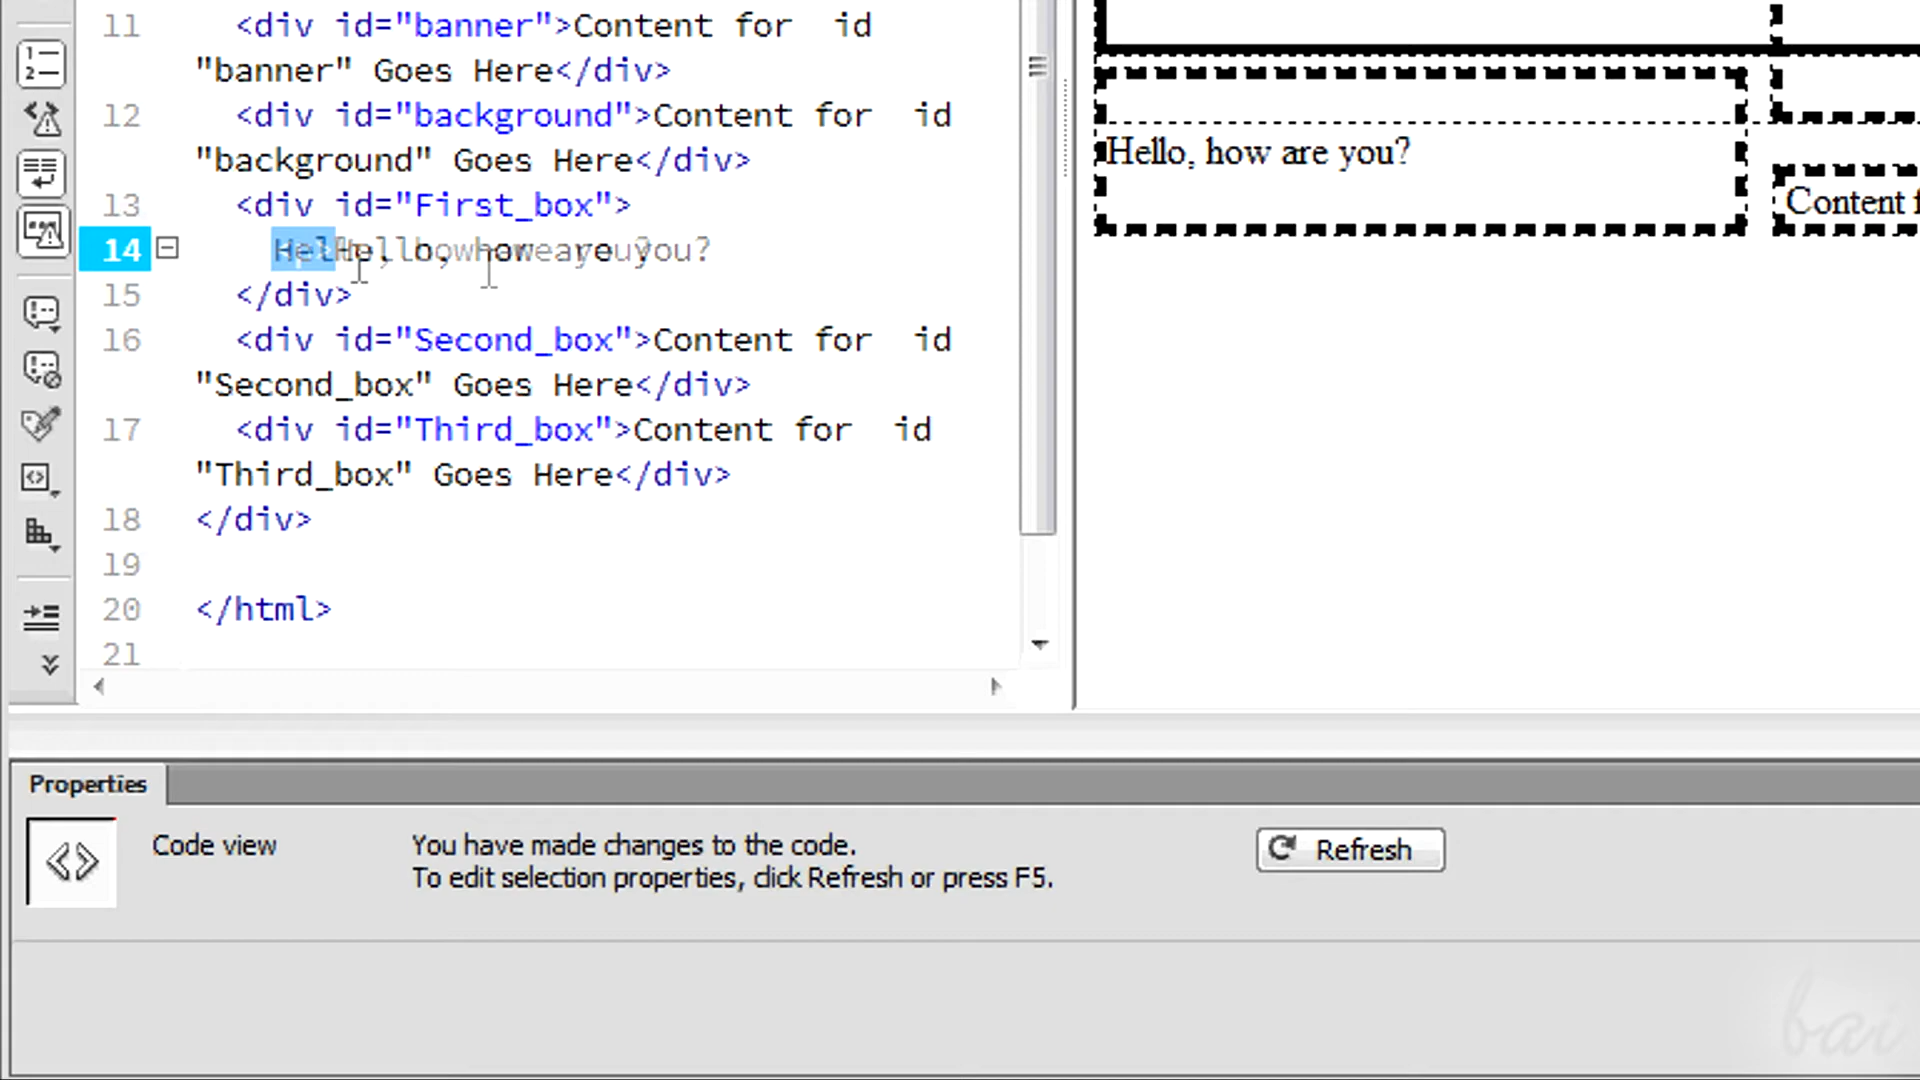 11 <div id="banner">Content for id
"banner" Goes Here</div>
12 <div id="background">Content for id
"background" Goes Here</div>
13 <div id="First_box">
14
15 </div>
16 <div id="Second_box">Content for id
"Second_box" Goes Here</div>
17 <div id="Third_box">Content for id
"Third_box" Goes Here</div>
18 </div>
19
20 </html>
21
Hello, how are you?
Content f
Properties
Code view
You have made changes to the code.
To edit selection properties, click Refresh or press F5.
Refresh
bai